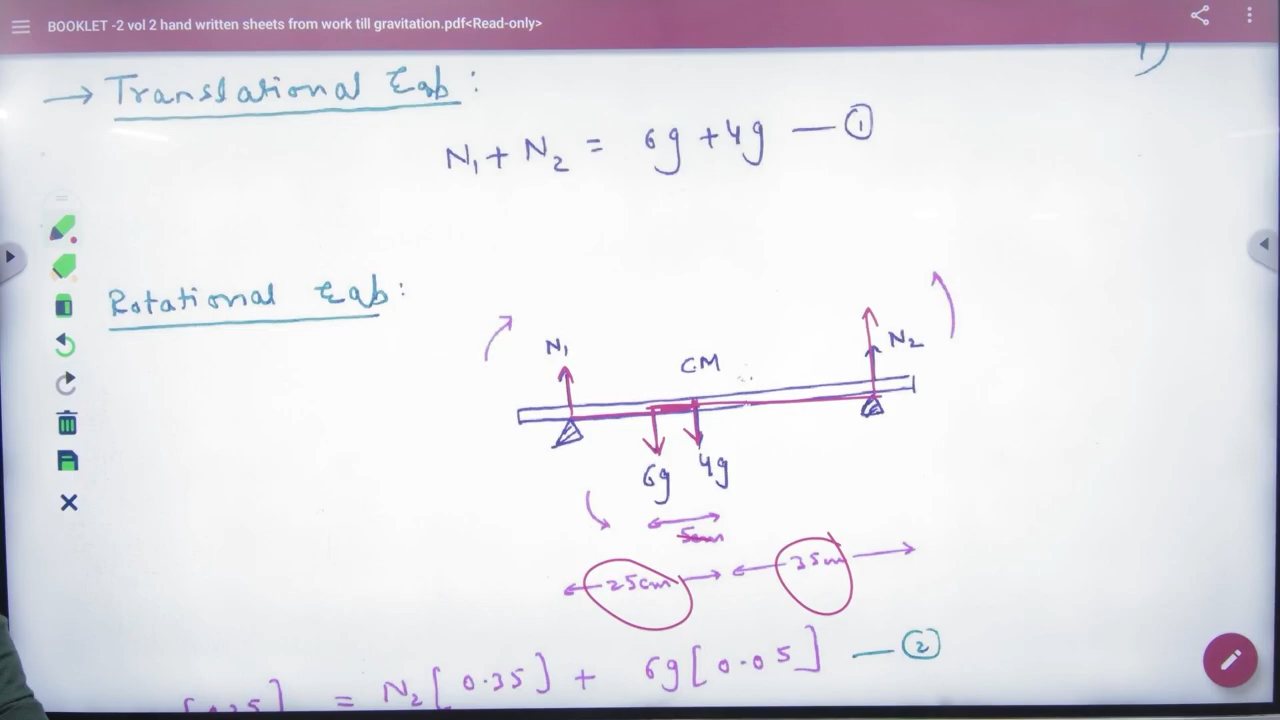 BOOKLET -2 vol 2 hand written sheets from work till gravitation.pdf<Read-only>
→ Translational Eqb :
N₁ + N₂ = 6g + 4g — ①
Rotational Eqb :
N₁
CM
N₂
6g 4g
5cm
25cm 35cm
= N₂ [ 0.35 ] + 6g [ 0.05 ] — ②